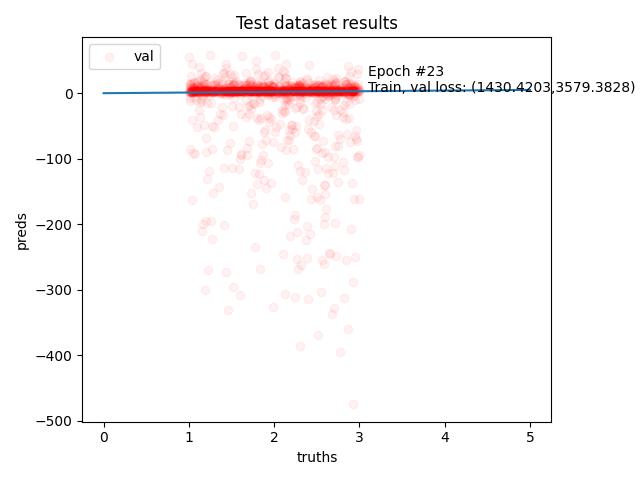 Test dataset results
val
Epoch #23
Train, val loss: (1430.4203,3579.3828)
0
−100
−200
−300
−400
−500
preds
0 1 2 3 4 5
truths